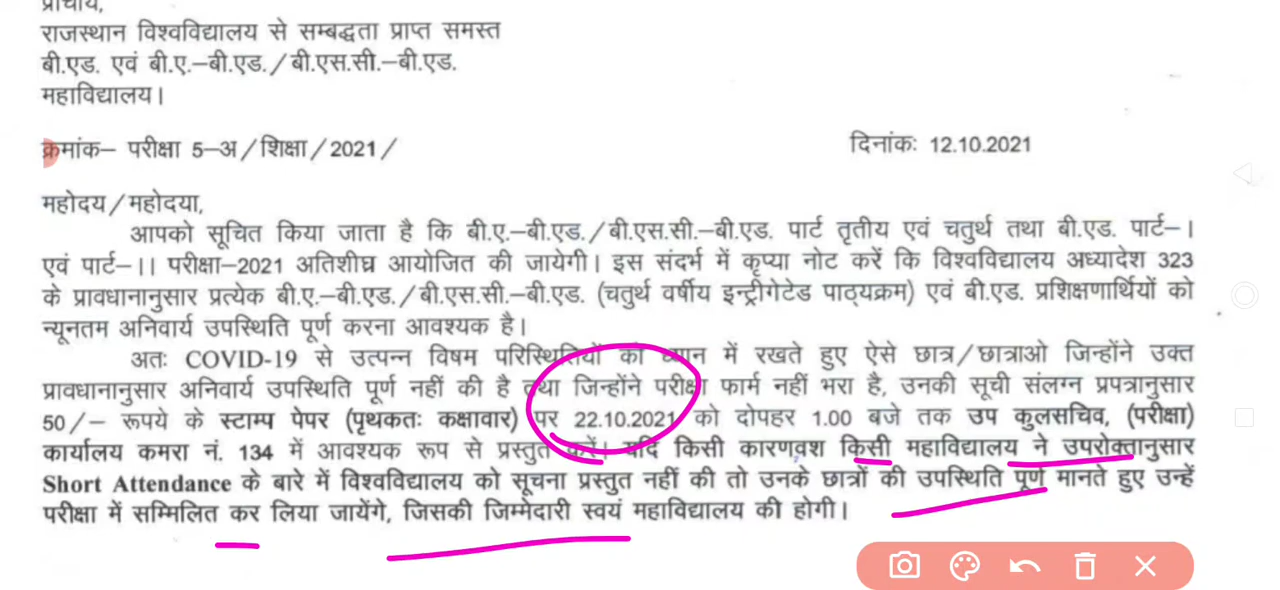 प्राचार्य,
राजस्थान विश्वविद्यालय से सम्बद्धता प्राप्त समस्त
बी.एड. एवं बी.ए.–बी.एड./बी.एस.सी.–बी.एड.
महाविद्यालय।
क्रमांक– परीक्षा 5–अ/शिक्षा/2021/
दिनांकः 12.10.2021
महोदय/महोदया,
आपको सूचित किया जाता है कि बी.ए.–बी.एड./बी.एस.सी.–बी.एड. पार्ट तृतीय एवं चतुर्थ तथा बी.एड. पार्ट–।
एवं पार्ट–।। परीक्षा–2021 अतिशीघ्र आयोजित की जायेगी। इस संदर्भ में कृप्या नोट करें कि विश्वविद्यालय अध्यादेश 323
के प्रावधानानुसार प्रत्येक बी.ए.–बी.एड./बी.एस.सी.–बी.एड. (चतुर्थ वर्षीय इन्ट्रीगेटेड पाठ्यक्रम) एवं बी.एड. प्रशिक्षणार्थियों को
न्यूनतम अनिवार्य उपस्थिति पूर्ण करना आवश्यक है।
अतः COVID-19 से उत्पन्न विषम परिस्थितियों को ध्यान में रखते हुए ऐसे छात्र/छात्राओ जिन्होंने उक्त
प्रावधानानुसार अनिवार्य उपस्थिति पूर्ण नहीं की है तथा जिन्होंने परीक्षा फार्म नहीं भरा है, उनकी सूची संलग्न प्रपत्रानुसार
50/– रूपये के स्टाम्प पेपर (पृथकतः कक्षावार) पर 22.10.2021 को दोपहर 1.00 बजे तक उप कुलसचिव, (परीक्षा)
कार्यालय कमरा नं. 134 में आवश्यक रूप से प्रस्तुत करें। यदि किसी कारणवश किसी महाविद्यालय ने उपरोक्तानुसार
Short Attendance के बारे में विश्वविद्यालय को सूचना प्रस्तुत नहीं की तो उनके छात्रों की उपस्थिति पूर्ण मानते हुए उन्हें
परीक्षा में सम्मिलित कर लिया जायेंगे, जिसकी जिम्मेदारी स्वयं महाविद्यालय की होगी।